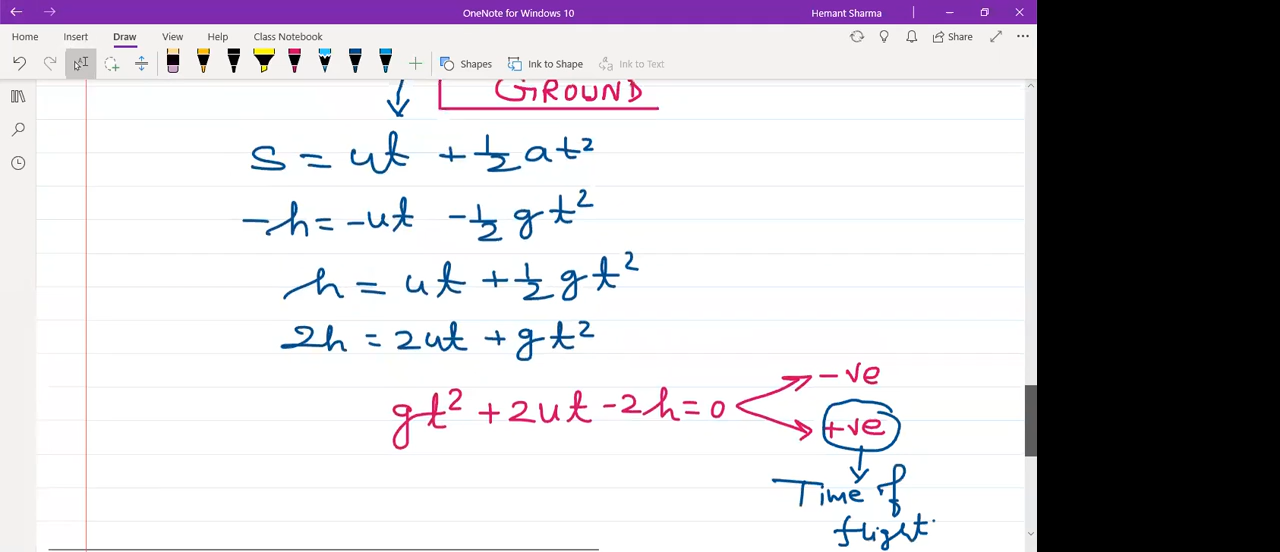 OneNote for Windows 10
Hemant Sharma
Home Insert Draw View Help Class Notebook
Share
Shapes Ink to Shape Ink to Text
GROUND
s = ut + ½ at²
-h = -ut - ½ gt²
h = ut + ½ gt²
2h = 2ut + gt²
gt² + 2ut - 2h = 0
-ve
+ve
Time of
flight